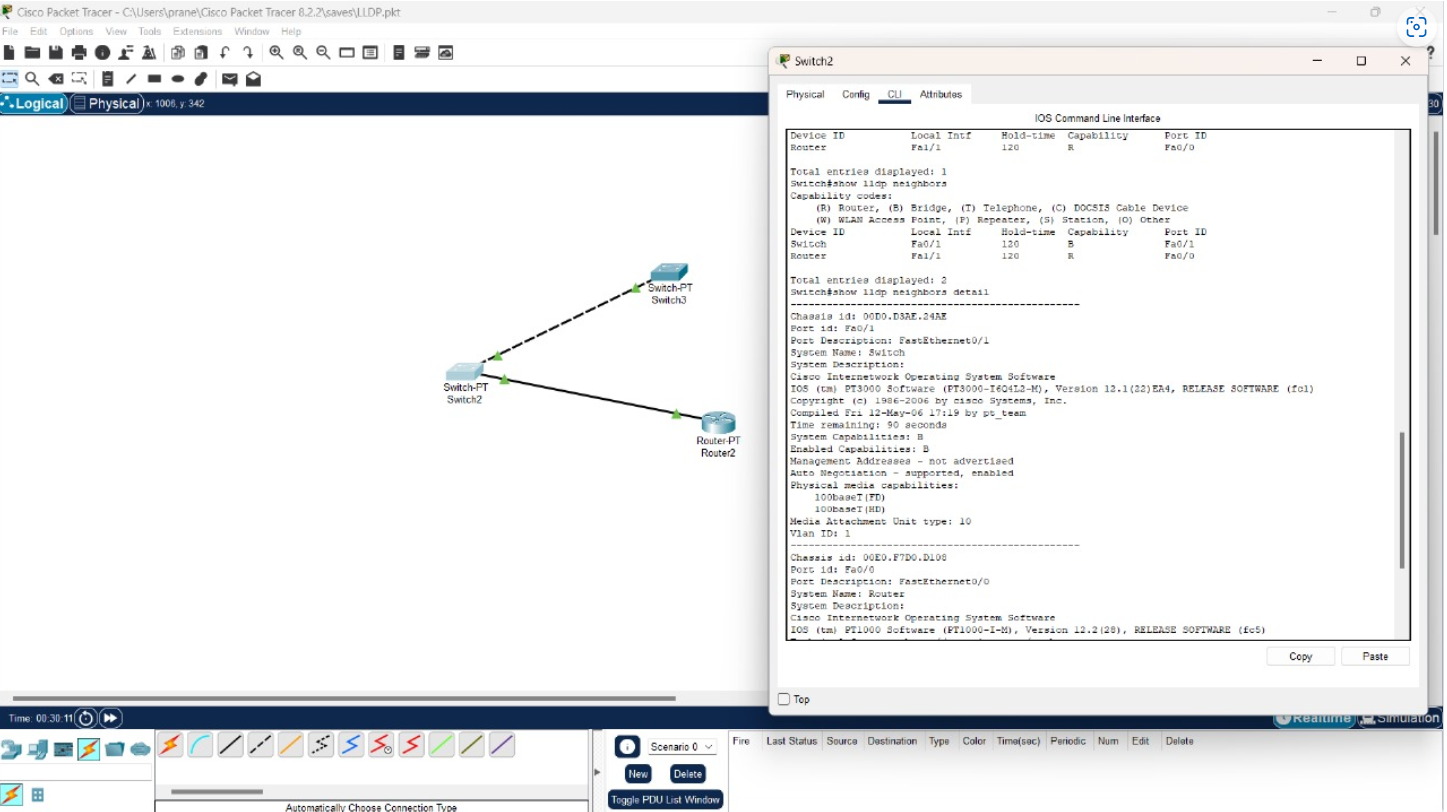 Cisco Packet Tracer - C:\Users\prane\Cisco Packet Tracer 8.2.2\saves\LLDP.pkt
File Edit Options View Tools Extensions Window Help
Logical Physical x: 1006, y: 342
30
Switch-PT
Switch3
Switch-PT
Switch2
Router-PT
Router2
Switch2
Physical Config CLI Attributes
IOS Command Line Interface
Device ID Local Intf Hold-time Capability Port ID
Router Fa1/1 120 R Fa0/0
Total entries displayed: 1
Switch#show lldp neighbors
Capability codes:
(R) Router, (B) Bridge, (T) Telephone, (C) DOCSIS Cable Device
(W) WLAN Access Point, (P) Repeater, (S) Station, (O) Other
Device ID Local Intf Hold-time Capability Port ID
Switch Fa0/1 120 B Fa0/1
Router Fa1/1 120 R Fa0/0
Total entries displayed: 2
Switch#show lldp neighbors detail
------------------------------------------------
Chassis id: 00D0.D3AE.24AE
Port id: Fa0/1
Port Description: FastEthernet0/1
System Name: Switch
System Description:
Cisco Internetwork Operating System Software
IOS (tm) PT3000 Software (PT3000-I6Q4L2-M), Version 12.1(22)EA4, RELEASE SOFTWARE (fc1)
Copyright (c) 1986-2006 by cisco Systems, Inc.
Compiled Fri 12-May-06 17:19 by pt_team
Time remaining: 90 seconds
System Capabilities: B
Enabled Capabilities: B
Management Addresses - not advertised
Auto Negotiation - supported, enabled
Physical media capabilities:
100baseT(FD)
100baseT(HD)
Media Attachment Unit type: 10
Vlan ID: 1
------------------------------------------------
Chassis id: 00E0.F7D0.D108
Port id: Fa0/0
Port Description: FastEthernet0/0
System Name: Router
System Description:
Cisco Internetwork Operating System Software
IOS (tm) PT1000 Software (PT1000-I-M), Version 12.2(28), RELEASE SOFTWARE (fc5)
Copy Paste
Top
Time: 00:30:11
Realtime Simulation
Scenario 0
New Delete
Toggle PDU List Window
Fire Last Status Source Destination Type Color Time(sec) Periodic Num Edit Delete
Automatically Choose Connection Type